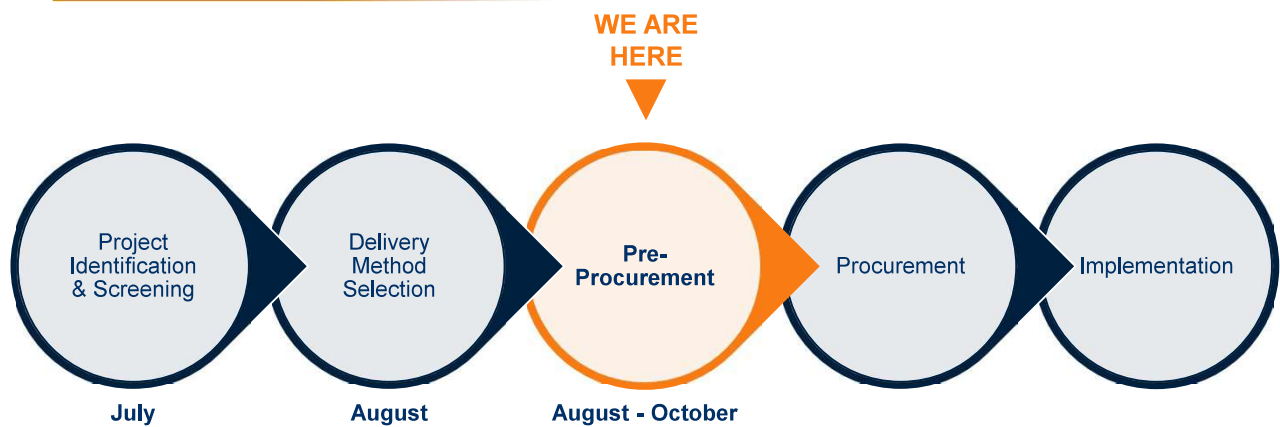 WE ARE
HERE
Project
Identification
& Screening
Delivery
Method
Selection
Pre-
Procurement
Procurement
Implementation
July
August
August - October